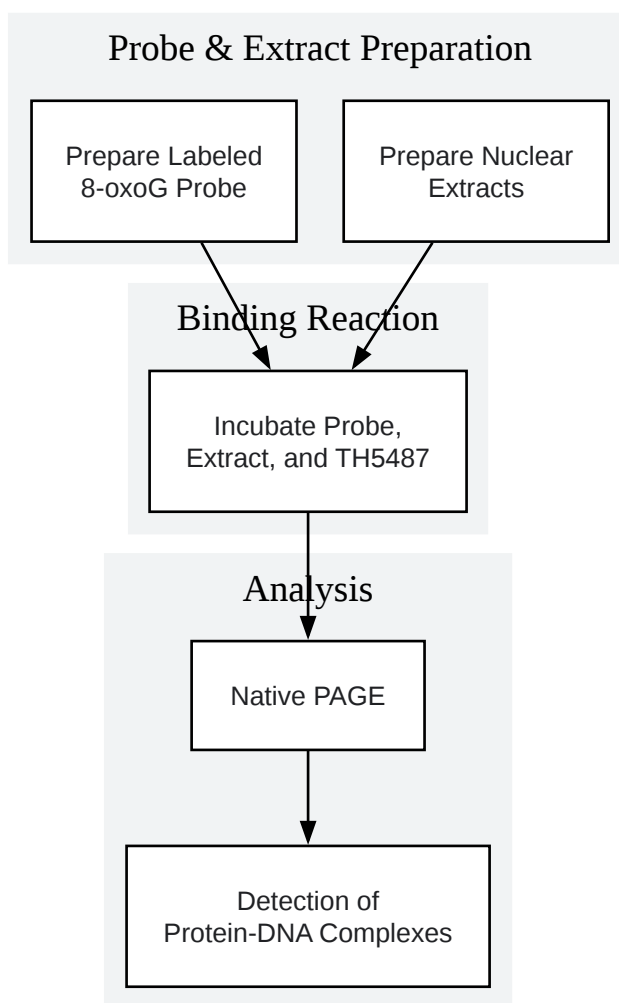 Probe & Extract Preparation
Prepare Labeled
8-oxoG Probe
Prepare Nuclear
Extracts
Binding Reaction
Incubate Probe,
Extract, and TH5487
Analysis
Native PAGE
Detection of
Protein-DNA Complexes